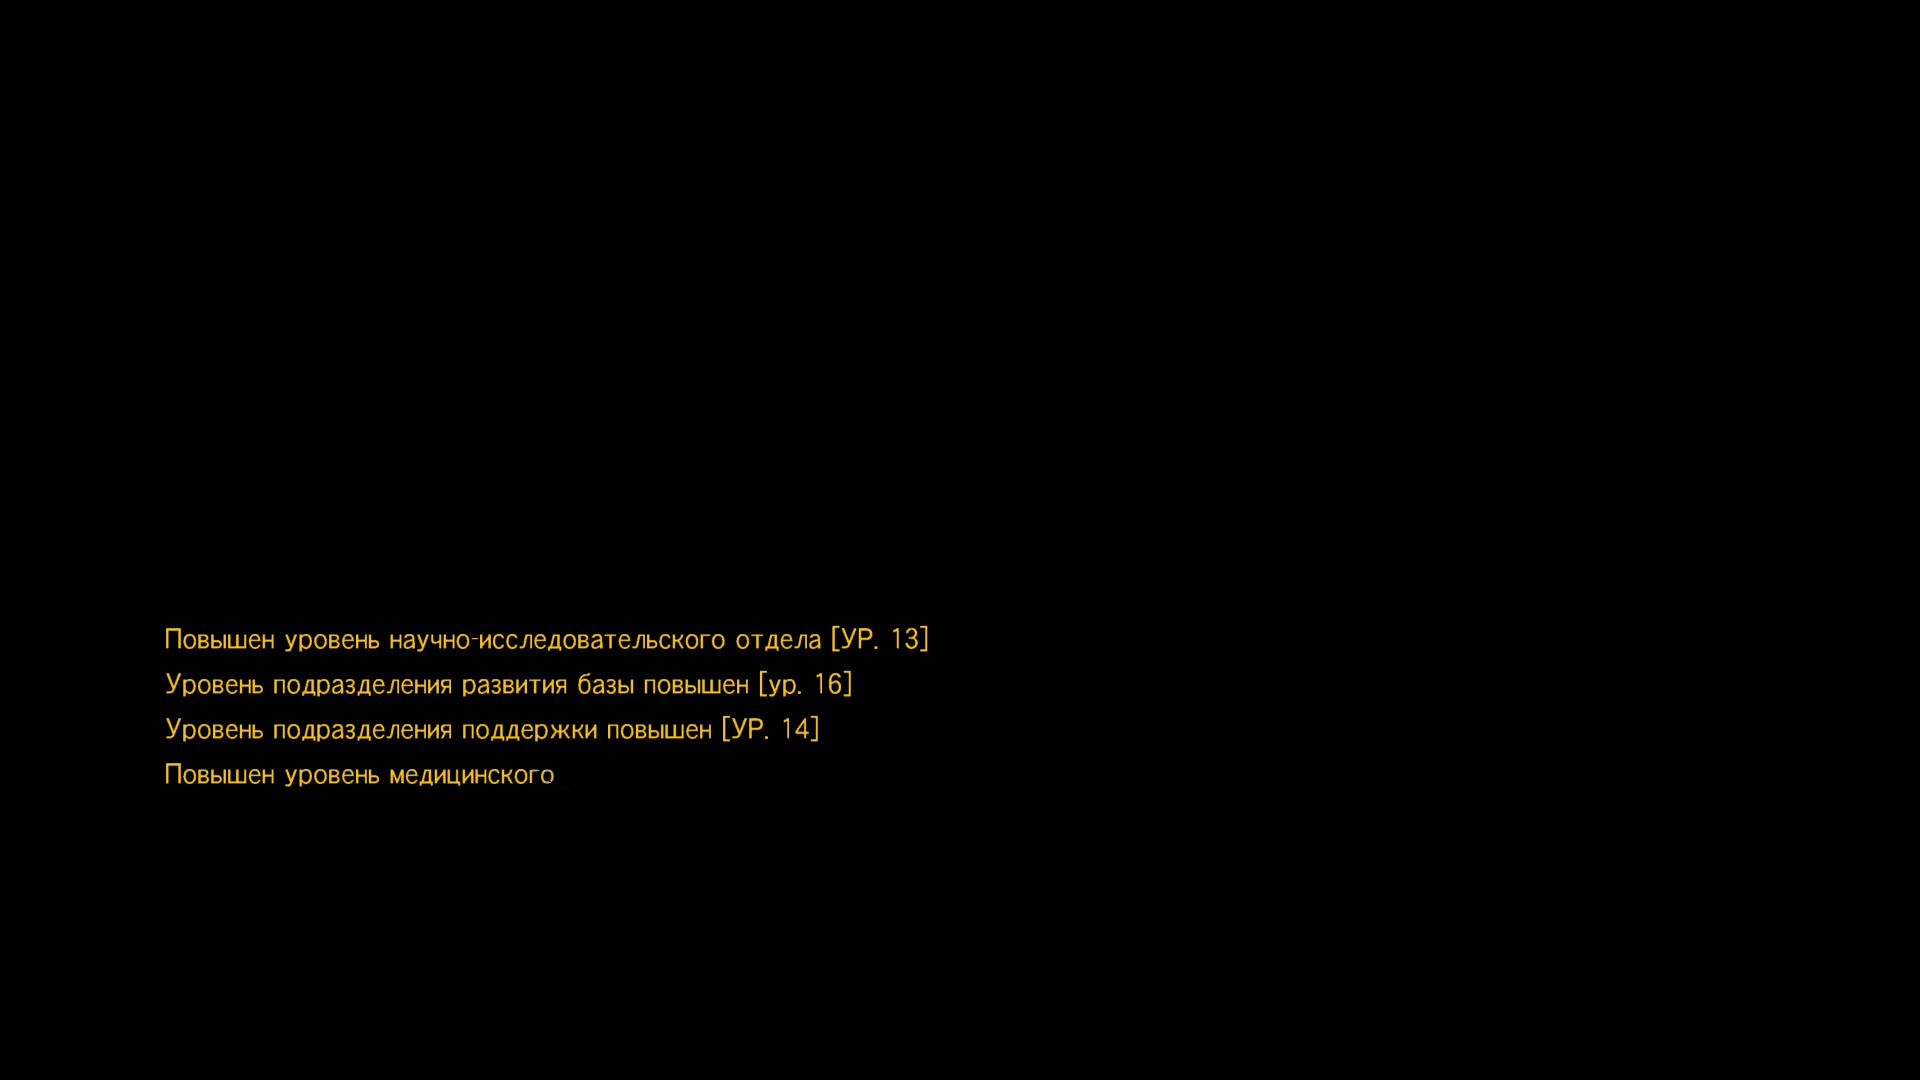 Повышен уровень научно-исследовательского отдела [УР. 13]
Уровень подразделения развития базы повышен [ур. 16]
Уровень подразделения поддержки повышен [УР. 14]
Повышен уровень медицинского